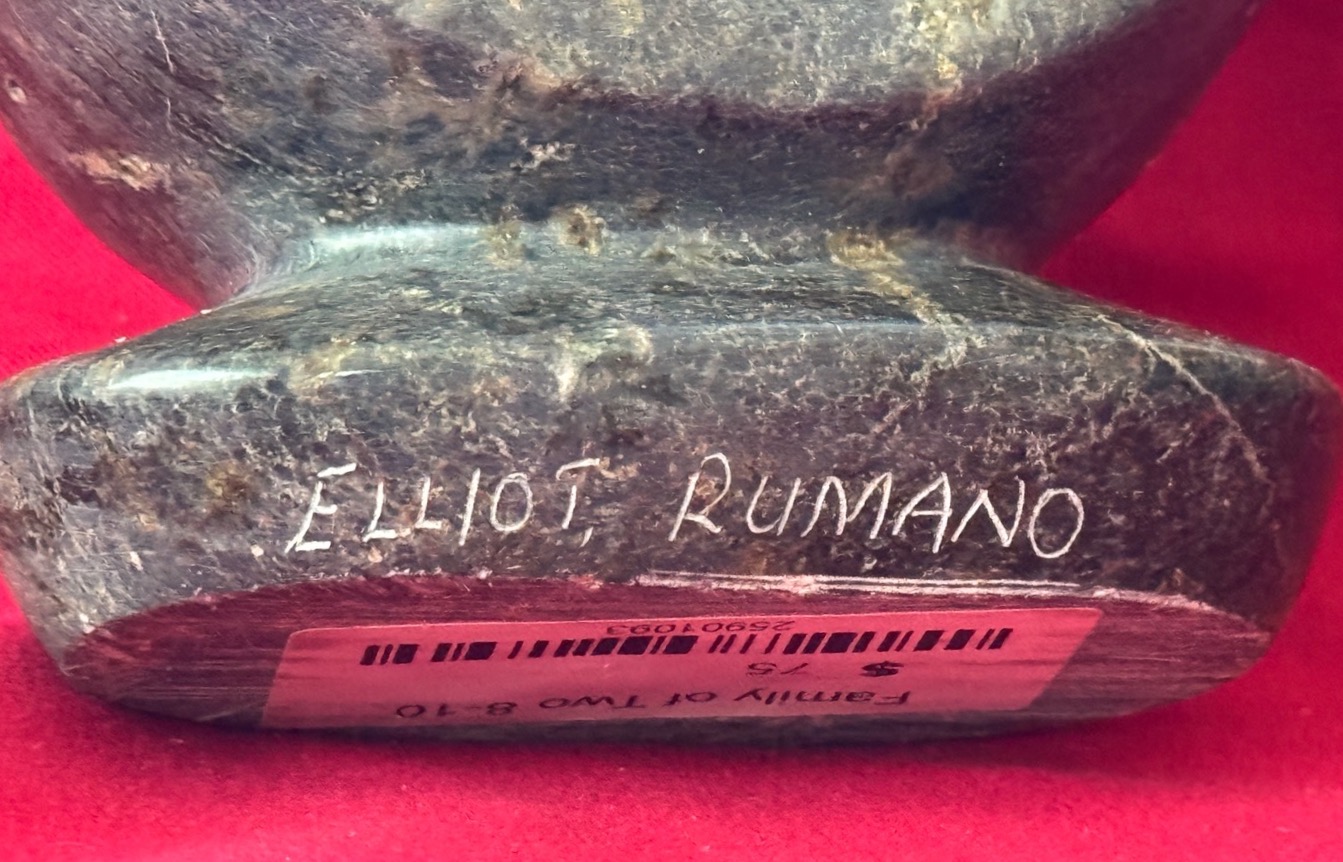 ELLIOT, RUMANO
Family of Two 8-10
$ 75
25901093